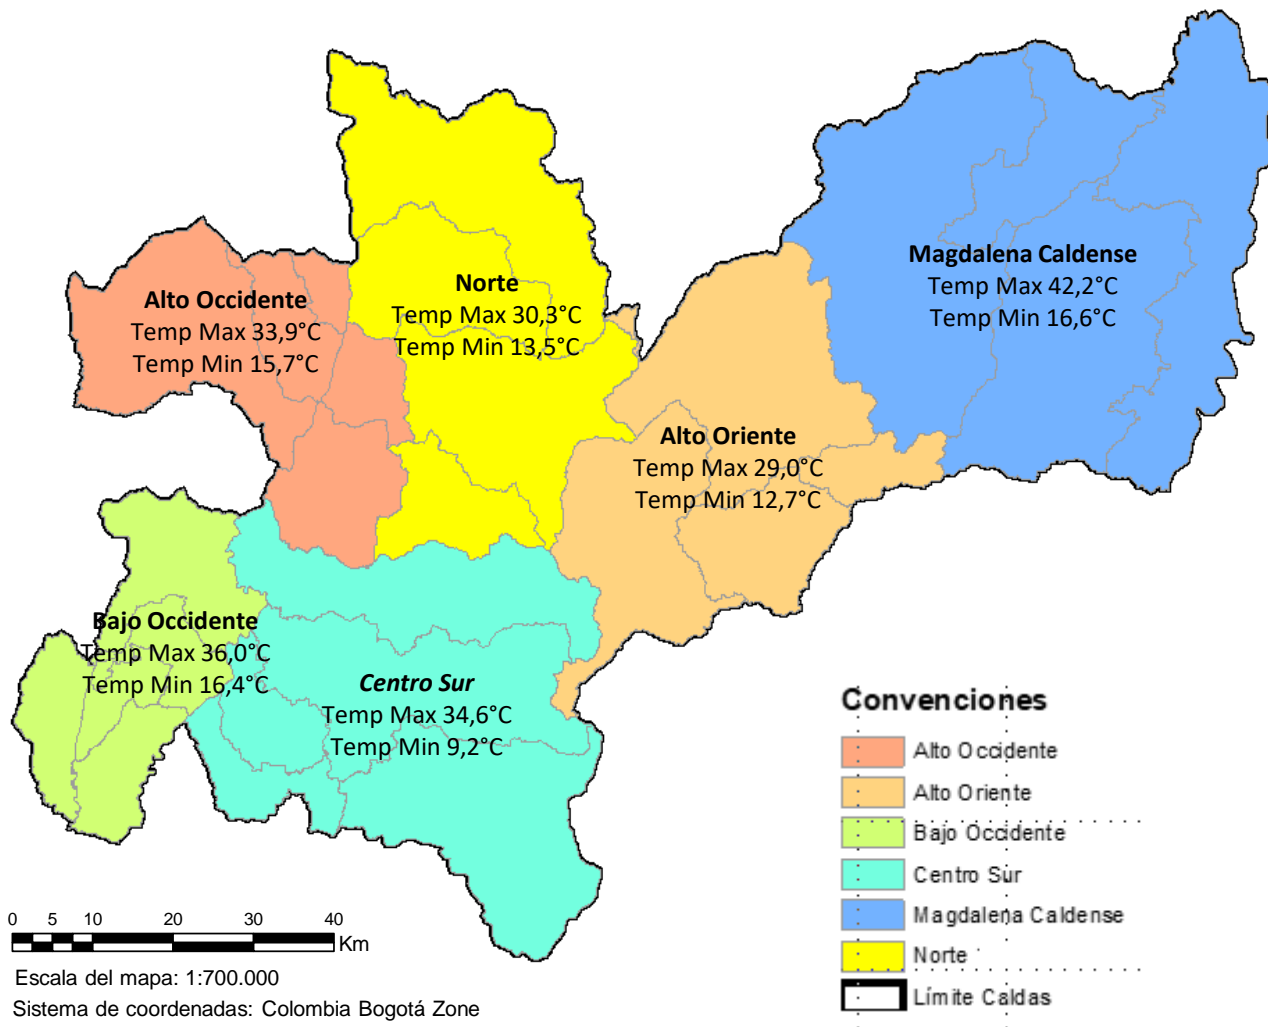 Magdalena Caldense
Temp Max 42,2°C
Temp Min 16,6°C
Norte
Temp Max 30,3°C
Temp Min 13,5°C
Alto Occidente
Temp Max 33,9°C
Temp Min 15,7°C
Alto Oriente
Temp Max 29,0°C
Temp Min 12,7°C
Bajo Occidente
Temp Max 36,0°C
Temp Min 16,4°C
Centro Sur
Temp Max 34,6°C
Temp Min 9,2°C
Convenciones
Alto Occidente
Alto Oriente
Bajo Occidente
Centro Sur
Magdalena Caldense
Norte
Límite Caldas
0 5 10 20 30 40
Km
Escala del mapa: 1:700.000
Sistema de coordenadas: Colombia Bogotá Zone